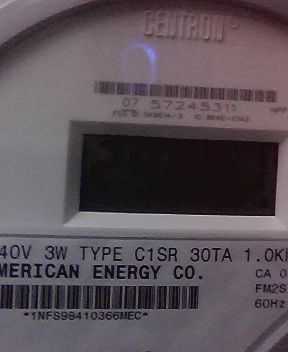 CENTRON
07 57245311
40V 3W TYPE C1SR 30TA 1.0K
MERICAN ENERGY CO.
CA 0
FM2S
60Hz
*1NFS98410366MEC*